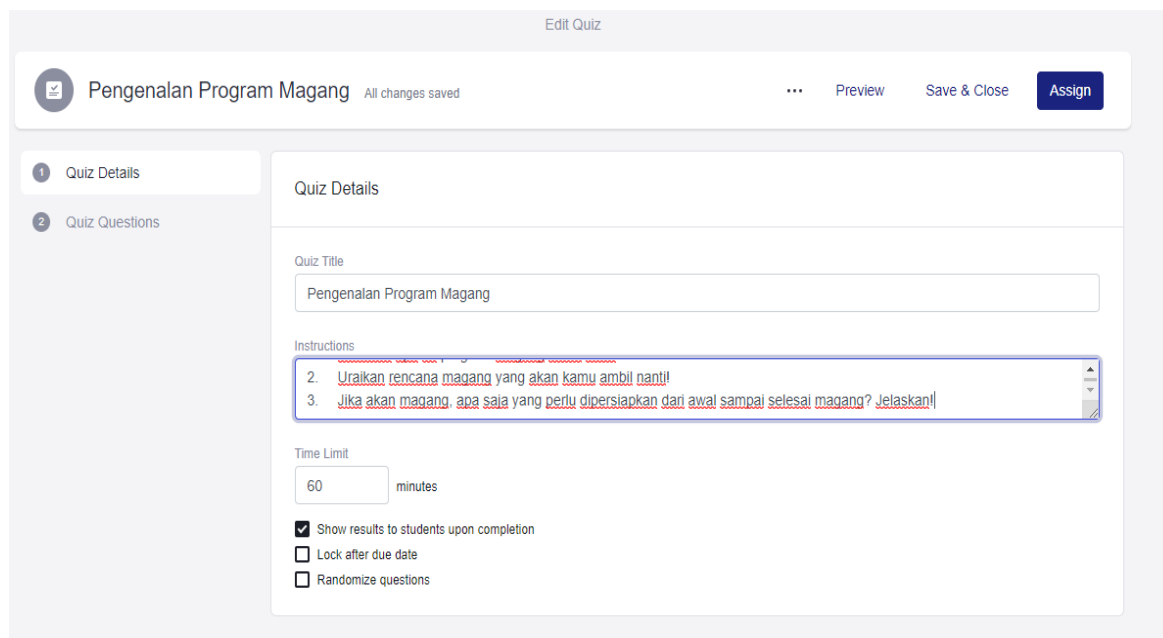 Edit Quiz
Pengenalan Program Magang All changes saved ... Preview Save & Close Assign
1 Quiz Details
2 Quiz Questions
Quiz Details
Quiz Title
Pengenalan Program Magang
Instructions
2. Uraikan rencana magang yang akan kamu ambil nanti!
3. Jika akan magang, apa saja yang perlu dipersiapkan dari awal sampai selesai magang? Jelaskan!
Time Limit
60 minutes
Show results to students upon completion
Lock after due date
Randomize questions